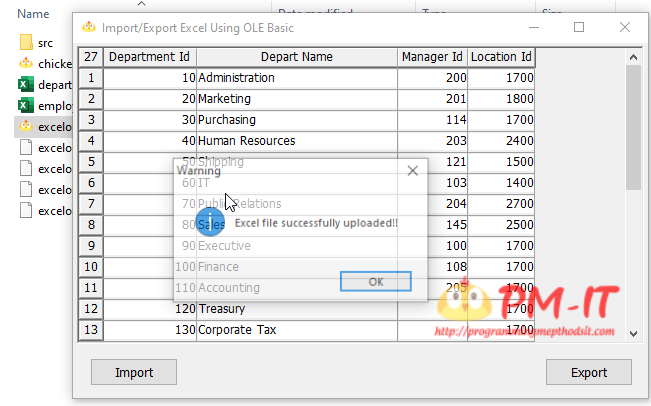 Name
Date modified
Type
Size
src
chicke
depart
employ
excelo
excelo
excelo
excelo
excelo
Import/Export Excel Using OLE Basic
27 Department Id Depart Name Manager Id Location Id
1 10 Administration 200 1700
2 20 Marketing 201 1800
3 30 Purchasing 114 1700
4 40 Human Resources 203 2400
5 50 Shipping 121 1500
6 60 IT 103 1400
7 70 Public Relations 204 2700
8 80 Sales 145 2500
9 90 Executive 100 1700
10 100 Finance 108 1700
11 110 Accounting 205 1700
12 120 Treasury 1700
13 130 Corporate Tax 1700
Warning
Excel file successfully uploaded!!
OK
PM-IT
http://programmingmepthodsit.com
Import
Export